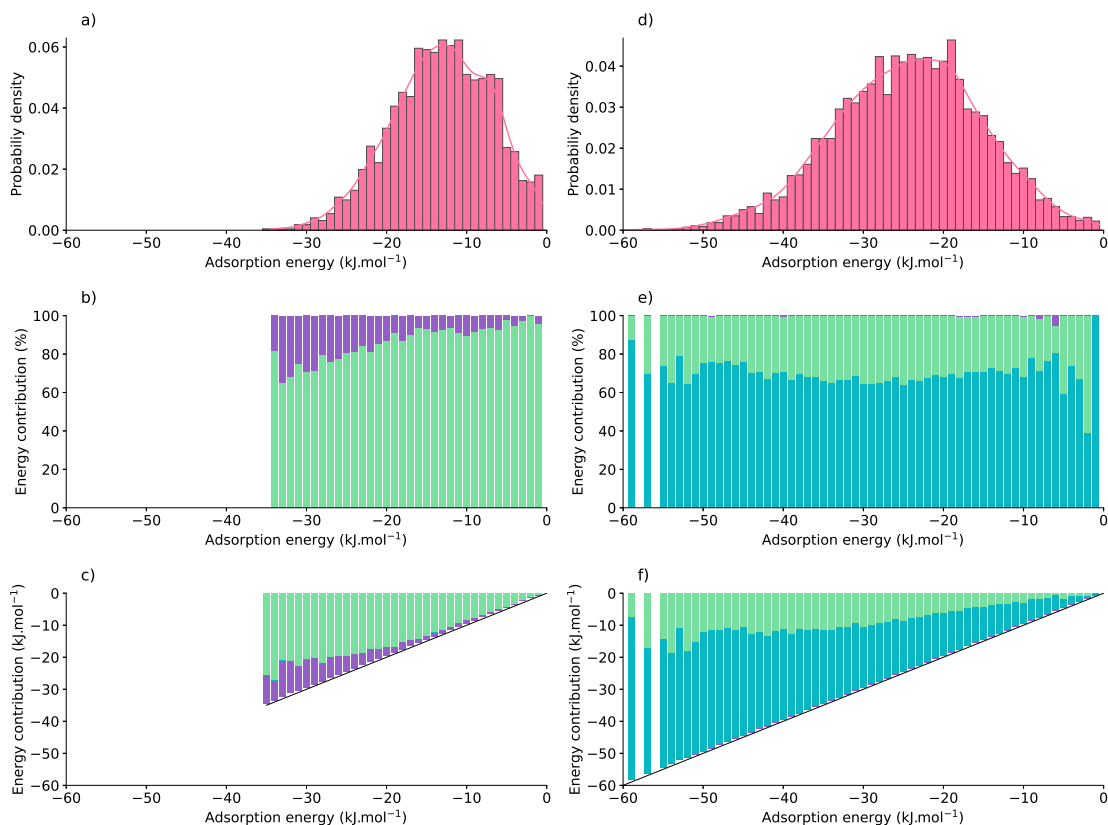 a)
Probabiliy density
0.06
0.04
0.02
0.00
−60 −50 −40 −30 −20 −10 0
Adsorption energy (kJ.mol⁻¹)
d)
Probabiliy density
0.04
0.03
0.02
0.01
0.00
−60 −50 −40 −30 −20 −10 0
Adsorption energy (kJ.mol⁻¹)
b)
Energy contribution (%)
100
80
60
40
20
0
−60 −50 −40 −30 −20 −10 0
Adsorption energy (kJ.mol⁻¹)
e)
Energy contribution (%)
100
80
60
40
20
0
−60 −50 −40 −30 −20 −10 0
Adsorption energy (kJ.mol⁻¹)
c)
Energy contribution (kJ.mol⁻¹)
0
−10
−20
−30
−40
−50
−60
−60 −50 −40 −30 −20 −10 0
Adsorption energy (kJ.mol⁻¹)
f)
Energy contribution (kJ.mol⁻¹)
0
−10
−20
−30
−40
−50
−60
−60 −50 −40 −30 −20 −10 0
Adsorption energy (kJ.mol⁻¹)